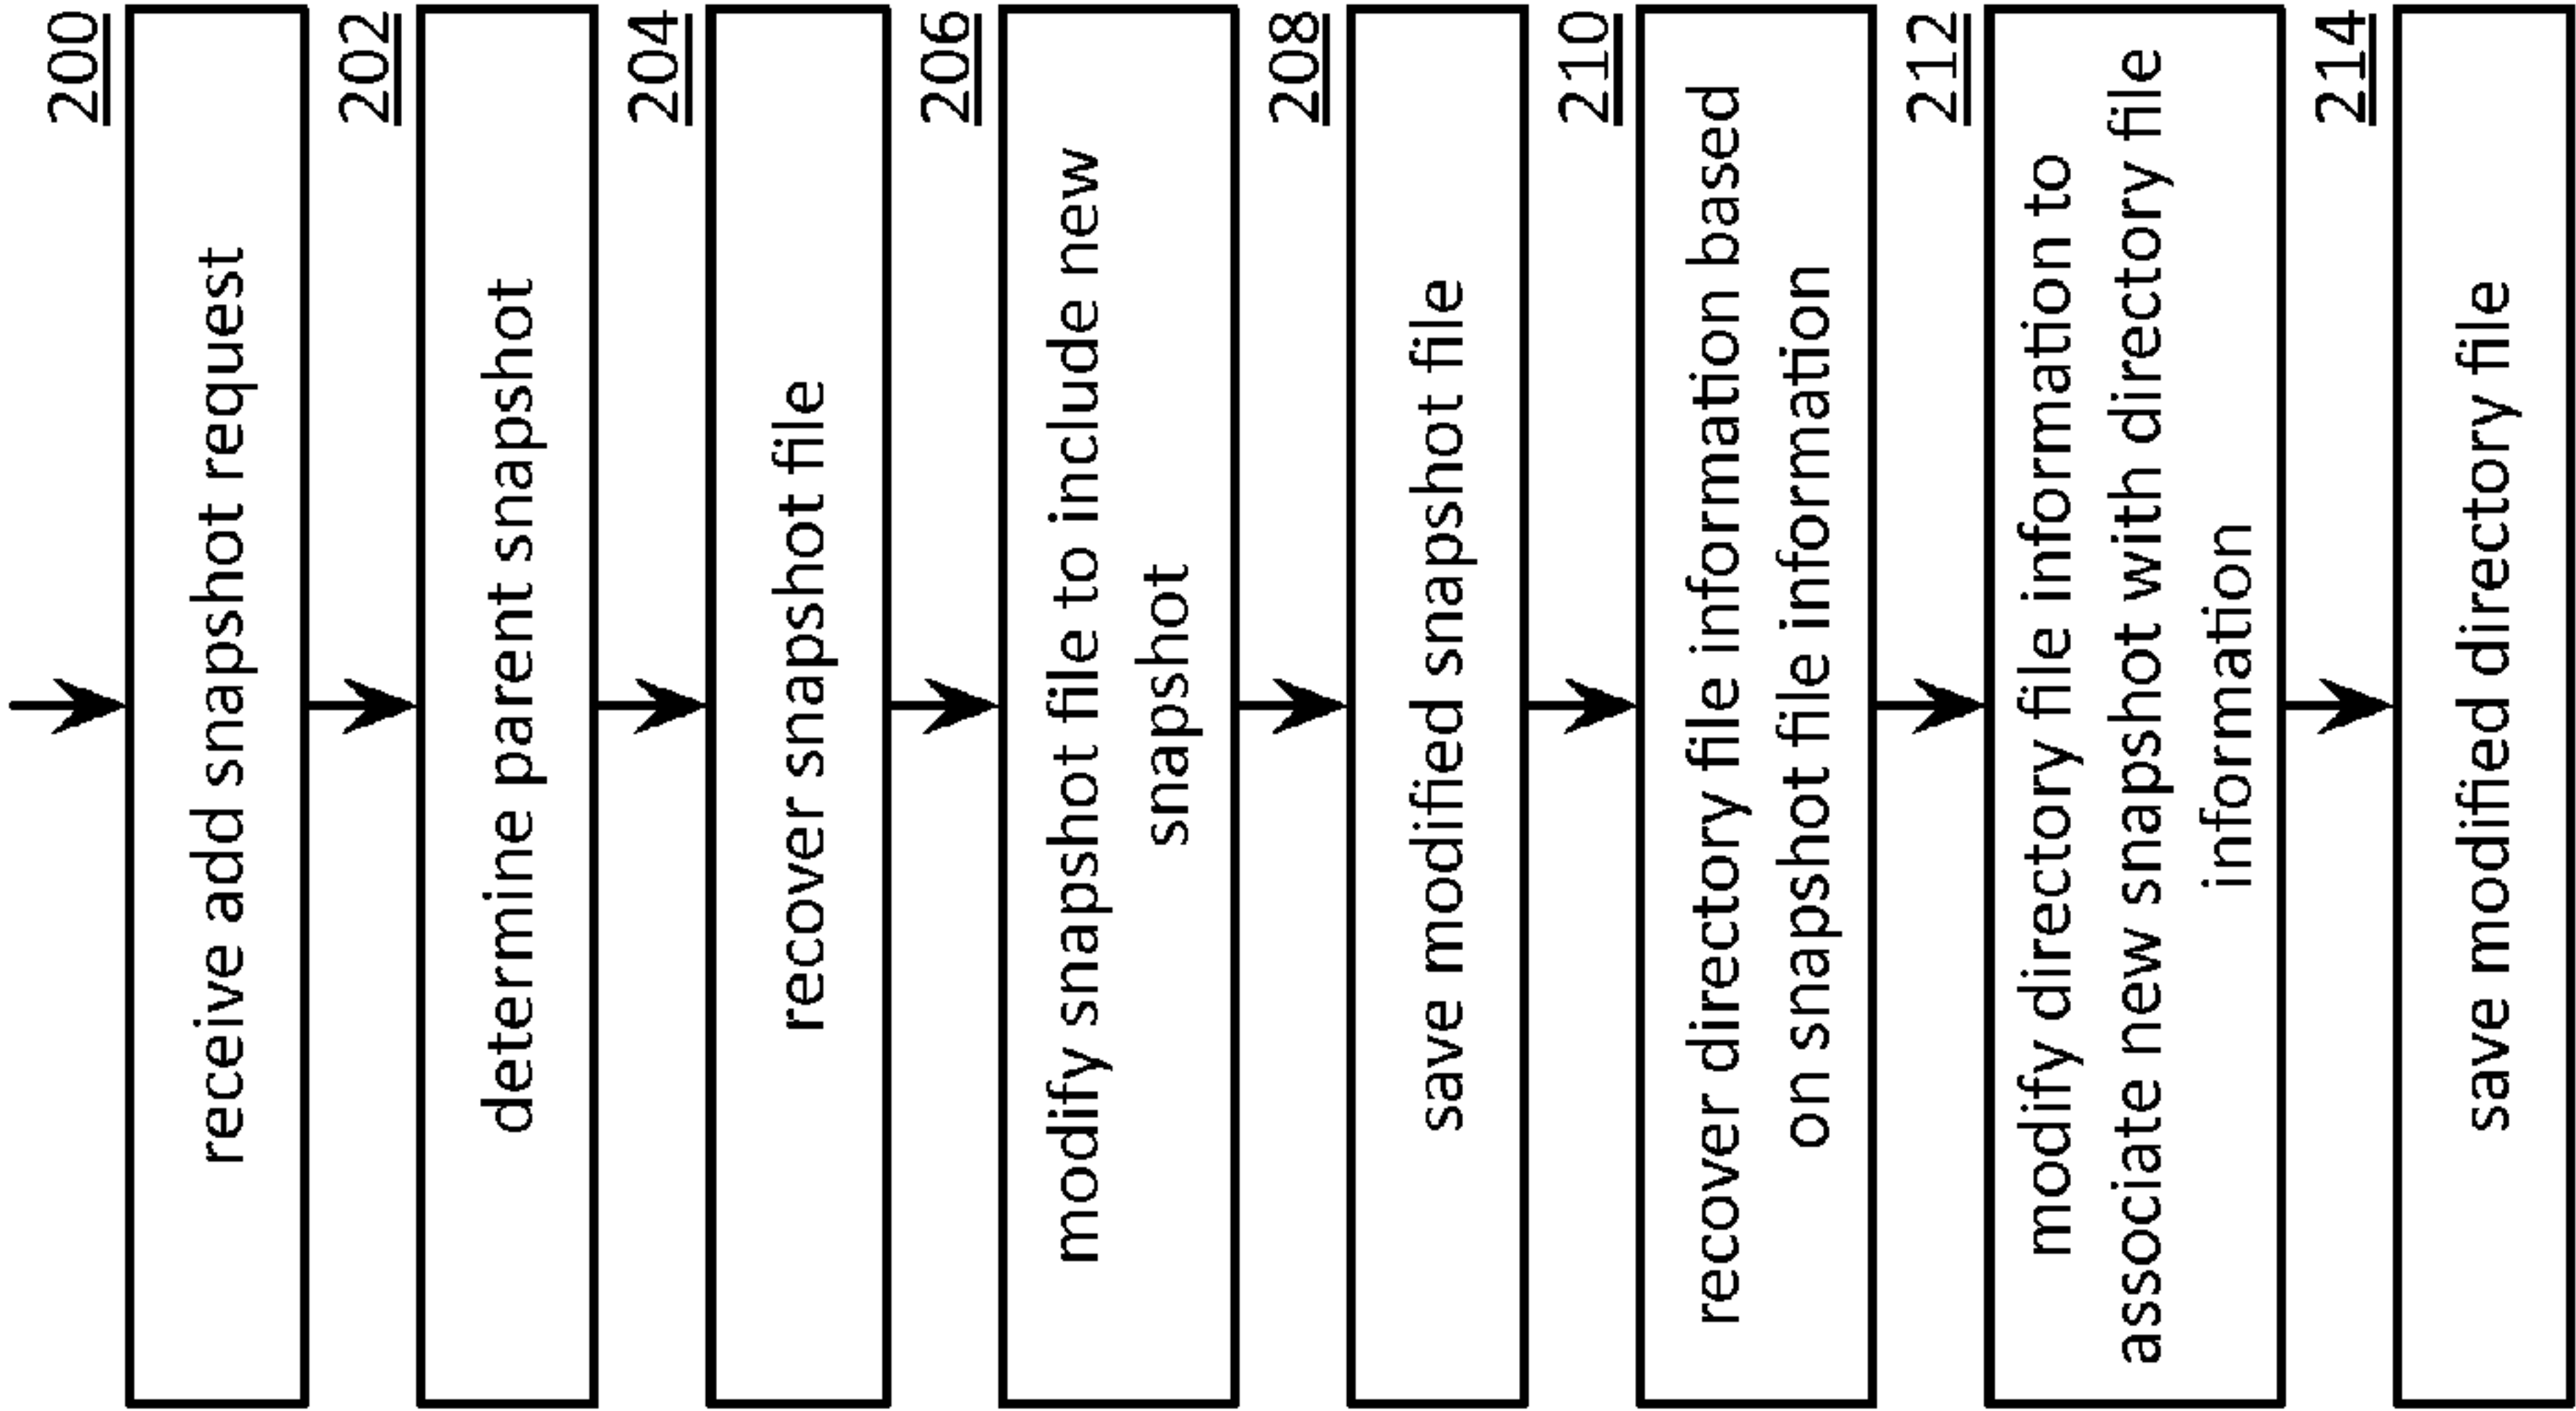 200
receive add snapshot request
202
determine parent snapshot
204
recover snapshot file
206
modify snapshot file to include new
snapshot
208
save modified snapshot file
210
recover directory file information based
on snapshot file information
212
modify directory file information to
associate new snapshot with directory file
information
214
save modified directory file